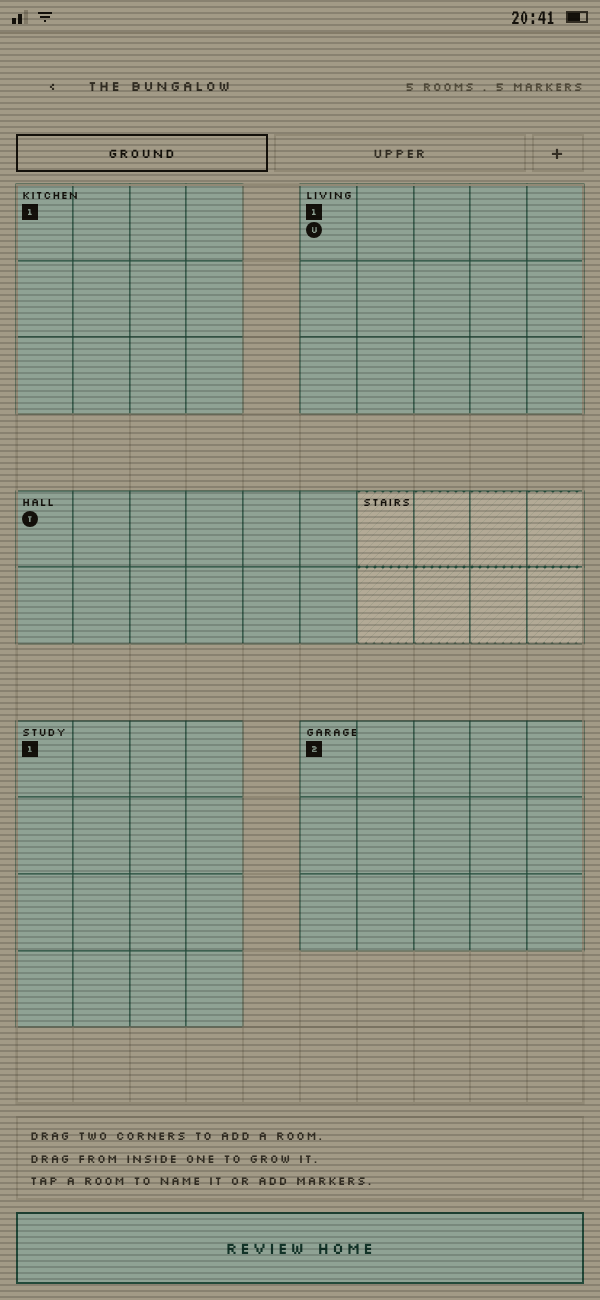 20:41
‹ THE BUNGALOW 5 ROOMS . 5 MARKERS
GROUND UPPER +
KITCHEN LIVING
1 1
U
HALL STAIRS
T
STUDY GARAGE
1 2
DRAG TWO CORNERS TO ADD A ROOM.
DRAG FROM INSIDE ONE TO GROW IT.
TAP A ROOM TO NAME IT OR ADD MARKERS.
REVIEW HOME